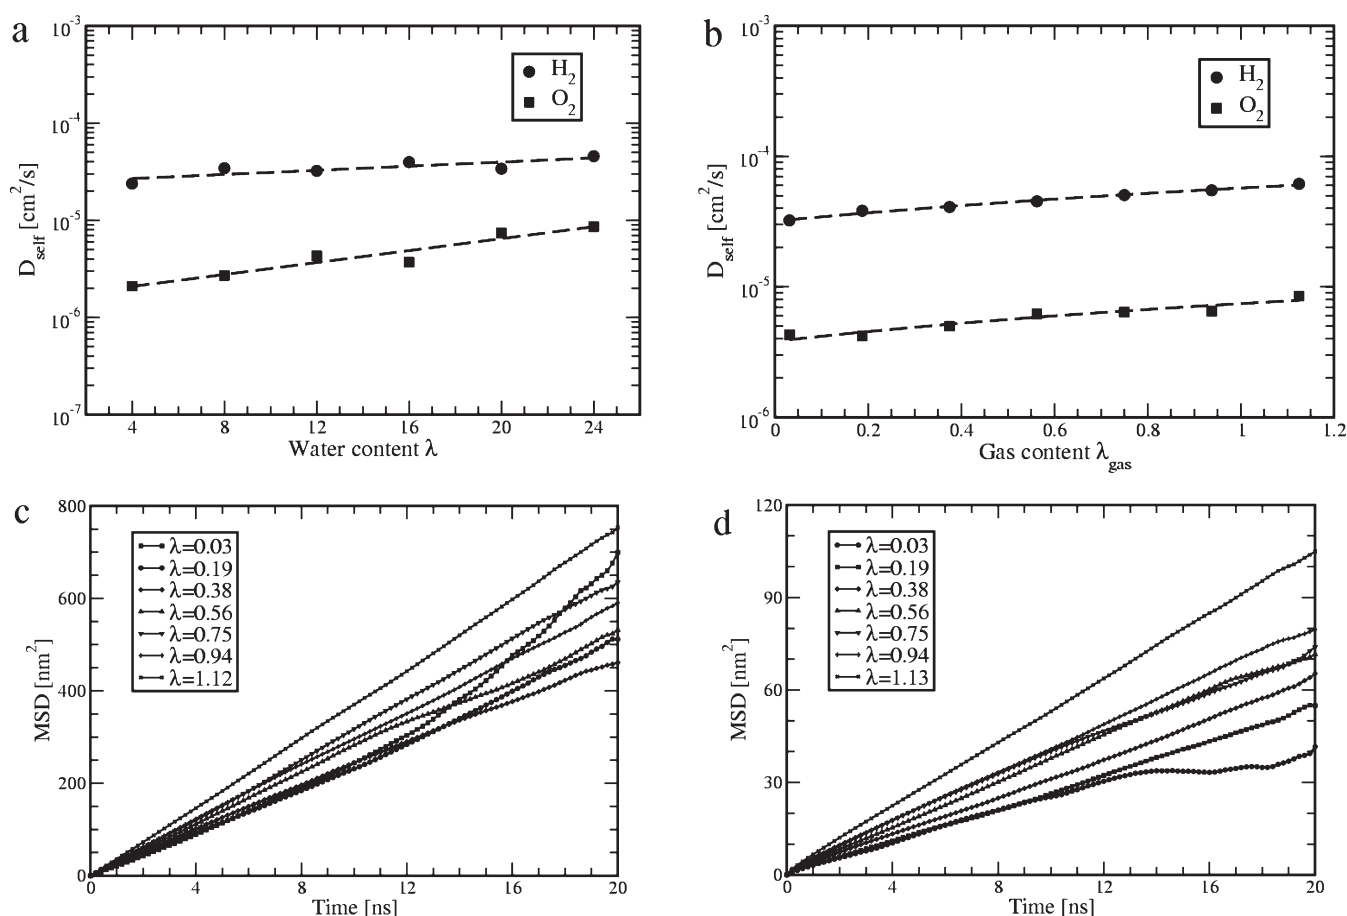 a
10^-3
10^-4
10^-5
10^-6
10^-7
D_self [cm^2/s]
H_2
O_2
4 8 12 16 20 24
Water content λ
b
10^-3
10^-4
10^-5
10^-6
D_self [cm^2/s]
H_2
O_2
0 0.2 0.4 0.6 0.8 1 1.2
Gas content λ_gas
c
800
600
400
200
0
MSD [nm^2]
λ=0.03
λ=0.19
λ=0.38
λ=0.56
λ=0.75
λ=0.94
λ=1.12
0 4 8 12 16 20
Time [ns]
d
120
90
60
30
0
MSD [nm^2]
λ=0.03
λ=0.19
λ=0.38
λ=0.56
λ=0.75
λ=0.94
λ=1.13
0 4 8 12 16 20
Time [ns]